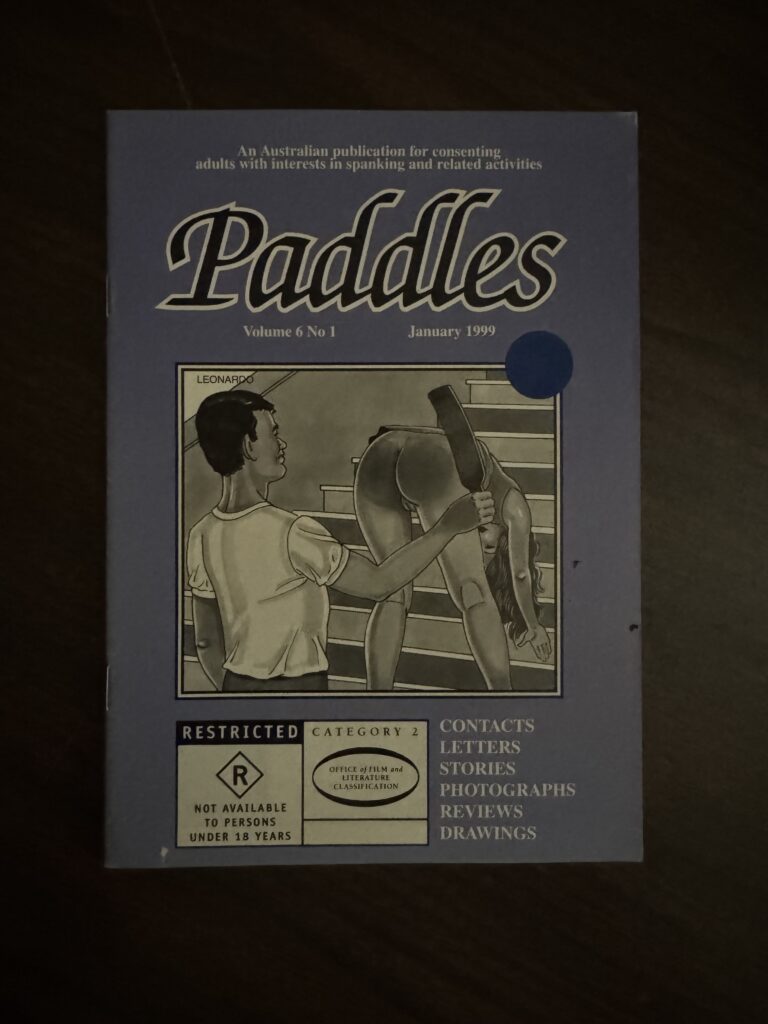 An Australian publication for consenting
adults with interests in spanking and related activities
Paddles
Volume 6 No 1 January 1999
LEONARDO
RESTRICTED
R
NOT AVAILABLE
TO PERSONS
UNDER 18 YEARS
CATEGORY 2
OFFICE of FILM and
LITERATURE
CLASSIFICATION
CONTACTS
LETTERS
STORIES
PHOTOGRAPHS
REVIEWS
DRAWINGS